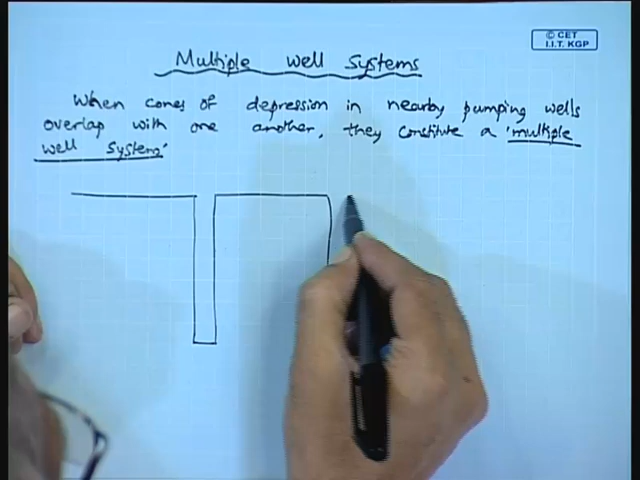 © CET
I.I.T. KGP
Multiple well Systems
When cones of depression in nearby pumping wells
overlap with one another, they constitute a 'multiple
well system'